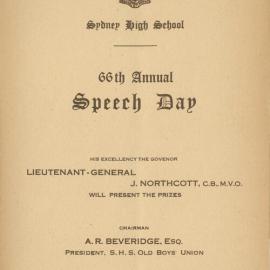 Sydney High School
66th Annual
Speech Day
HIS EXCELLENCY THE GOVENOR
LIEUTENANT-GENERAL
J. NORTHCOTT, C.B., M.V.O.
WILL PRESENT THE PRIZES
CHAIRMAN
A. R. BEVERIDGE, ESQ.
PRESIDENT, S. H. S. OLD BOYS' UNION